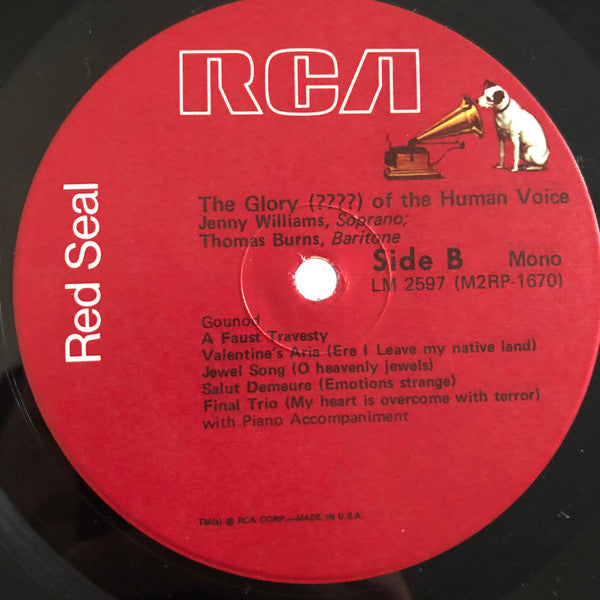 RCA
Red Seal
The Glory (????) of the Human Voice
Jenny Williams, Soprano;
Thomas Burns, Baritone
Side B Mono
LM 2597 (M2RP-1670)
Gounod
A Faust Travesty
Valentine's Aria (Ere I Leave my native land)
Jewel Song (O heavenly jewels)
Salut Demeure (Emotions strange)
Final Trio (My heart is overcome with terror)
with Piano Accompaniment
TM(s) ® RCA CORP.—MADE IN U.S.A.